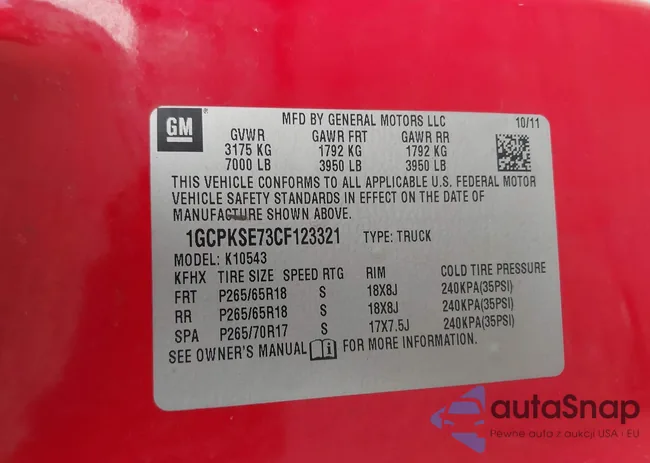 GM
MFD BY GENERAL MOTORS LLC 10/11
GVWR GAWR FRT GAWR RR
3175 KG 1792 KG 1792 KG
7000 LB 3950 LB 3950 LB
THIS VEHICLE CONFORMS TO ALL APPLICABLE U.S. FEDERAL MOTOR
VEHICLE SAFETY STANDARDS IN EFFECT ON THE DATE OF
MANUFACTURE SHOWN ABOVE.
1GCPKSE73CF123321 TYPE: TRUCK
MODEL: K10543
KFHX TIRE SIZE SPEED RTG RIM COLD TIRE PRESSURE
FRT P265/65R18 S 18X8J 240KPA(35PSI)
RR P265/65R18 S 18X8J 240KPA(35PSI)
SPA P265/70R17 S 17X7.5J 240KPA(35PSI)
SEE OWNER'S MANUAL i FOR MORE INFORMATION.
autaSnap
Pewne auta z aukcji USA i EU